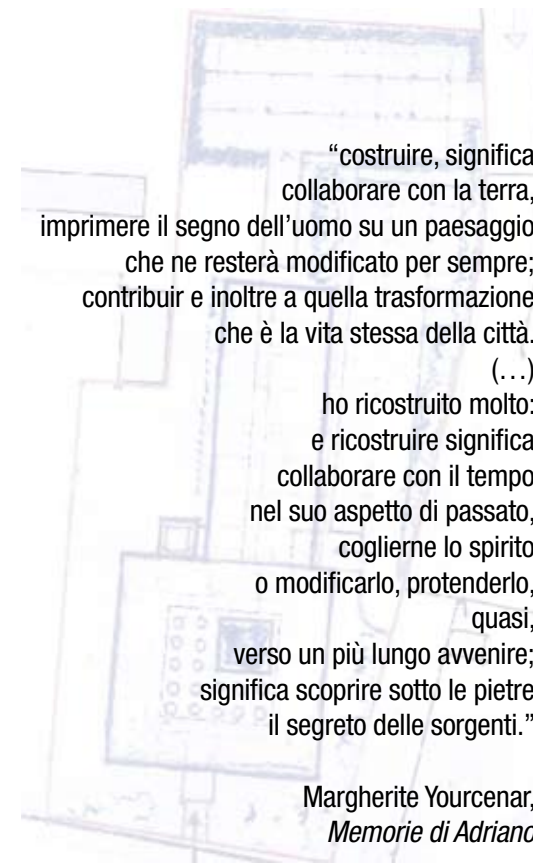 “costruire, significa
collaborare con la terra,
imprimere il segno dell’uomo su un paesaggio
che ne resterà modificato per sempre;
contribuir e inoltre a quella trasformazione
che è la vita stessa della città.
(…)
ho ricostruito molto:
e ricostruire significa
collaborare con il tempo
nel suo aspetto di passato,
coglierne lo spirito
o modificarlo, protenderlo,
quasi,
verso un più lungo avvenire;
significa scoprire sotto le pietre
il segreto delle sorgenti.”
Margherite Yourcenar,
Memorie di Adriano